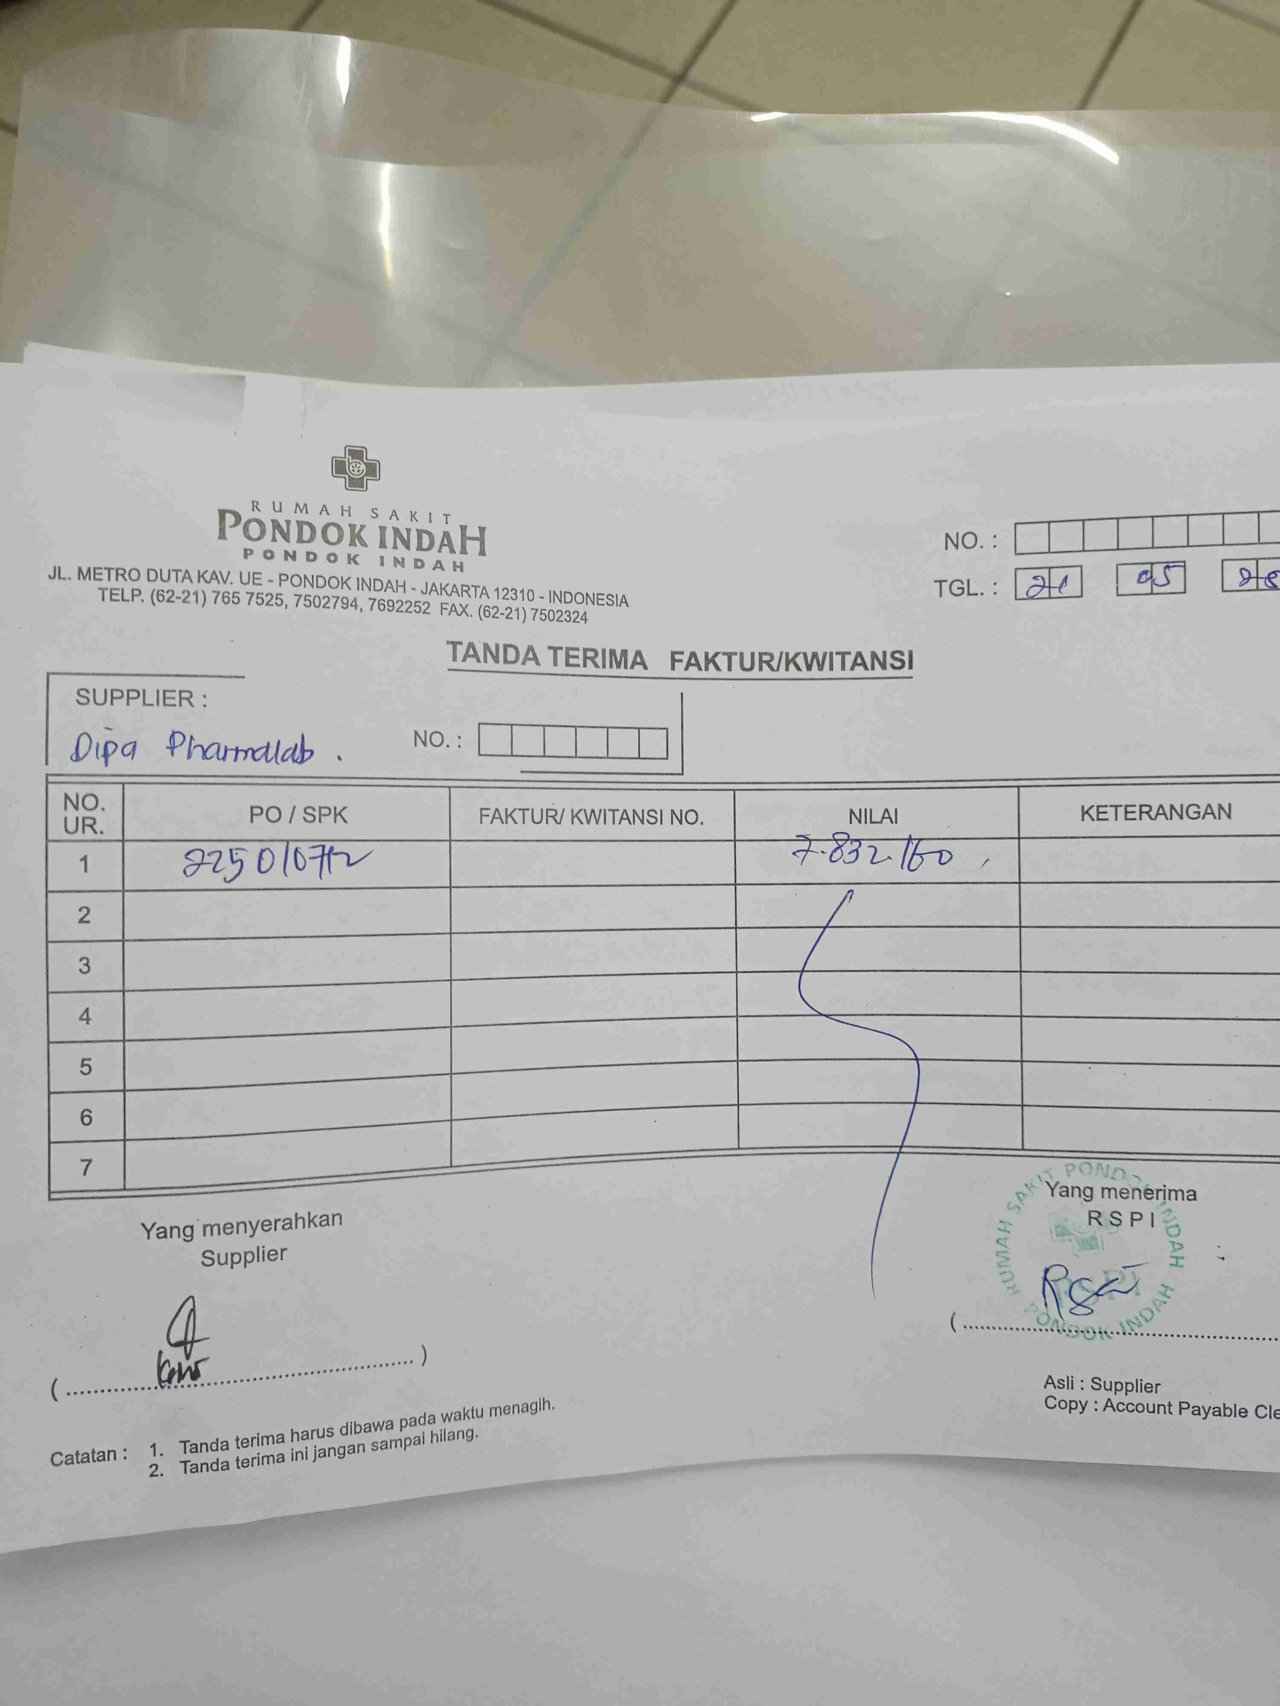 RUMAH SAKIT
PONDOK INDAH
PONDOK INDAH
JL. METRO DUTA KAV. UE - PONDOK INDAH - JAKARTA 12310 - INDONESIA
TELP. (62-21) 765 7525, 7502794, 7692252 FAX. (62-21) 7502324
NO. :
TGL. : 21 05
TANDA TERIMA FAKTUR/KWITANSI
SUPPLIER :
Dipa Pharmalab.
NO. :
NO. UR. PO / SPK FAKTUR/ KWITANSI NO. NILAI KETERANGAN
1 7.832.160
2
3
4
5
6
7
Yang menyerahkan
Supplier
Yang menerima
RSPI
RUMAH SAKIT PONDOK INDAH
RSPI
PONDOK INDAH
(....................)
(....................
Asli : Supplier
Copy : Account Payable
Catatan : 1. Tanda terima harus dibawa pada waktu menagih.
2. Tanda terima ini jangan sampai hilang.